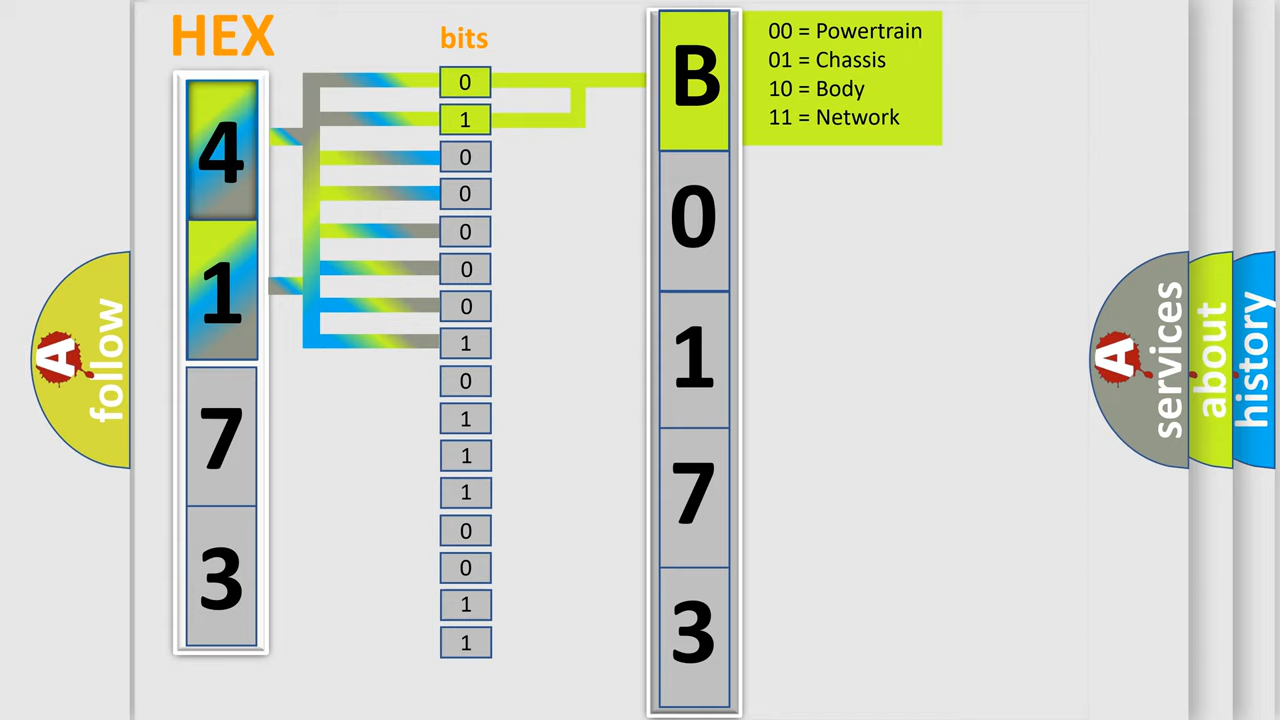 HEX
bits
4
1
7
3
0
1
0
0
0
0
0
1
0
1
1
1
0
0
1
1
B
0
1
7
3
00 = Powertrain
01 = Chassis
10 = Body
11 = Network
A
follow
A
services
about
history